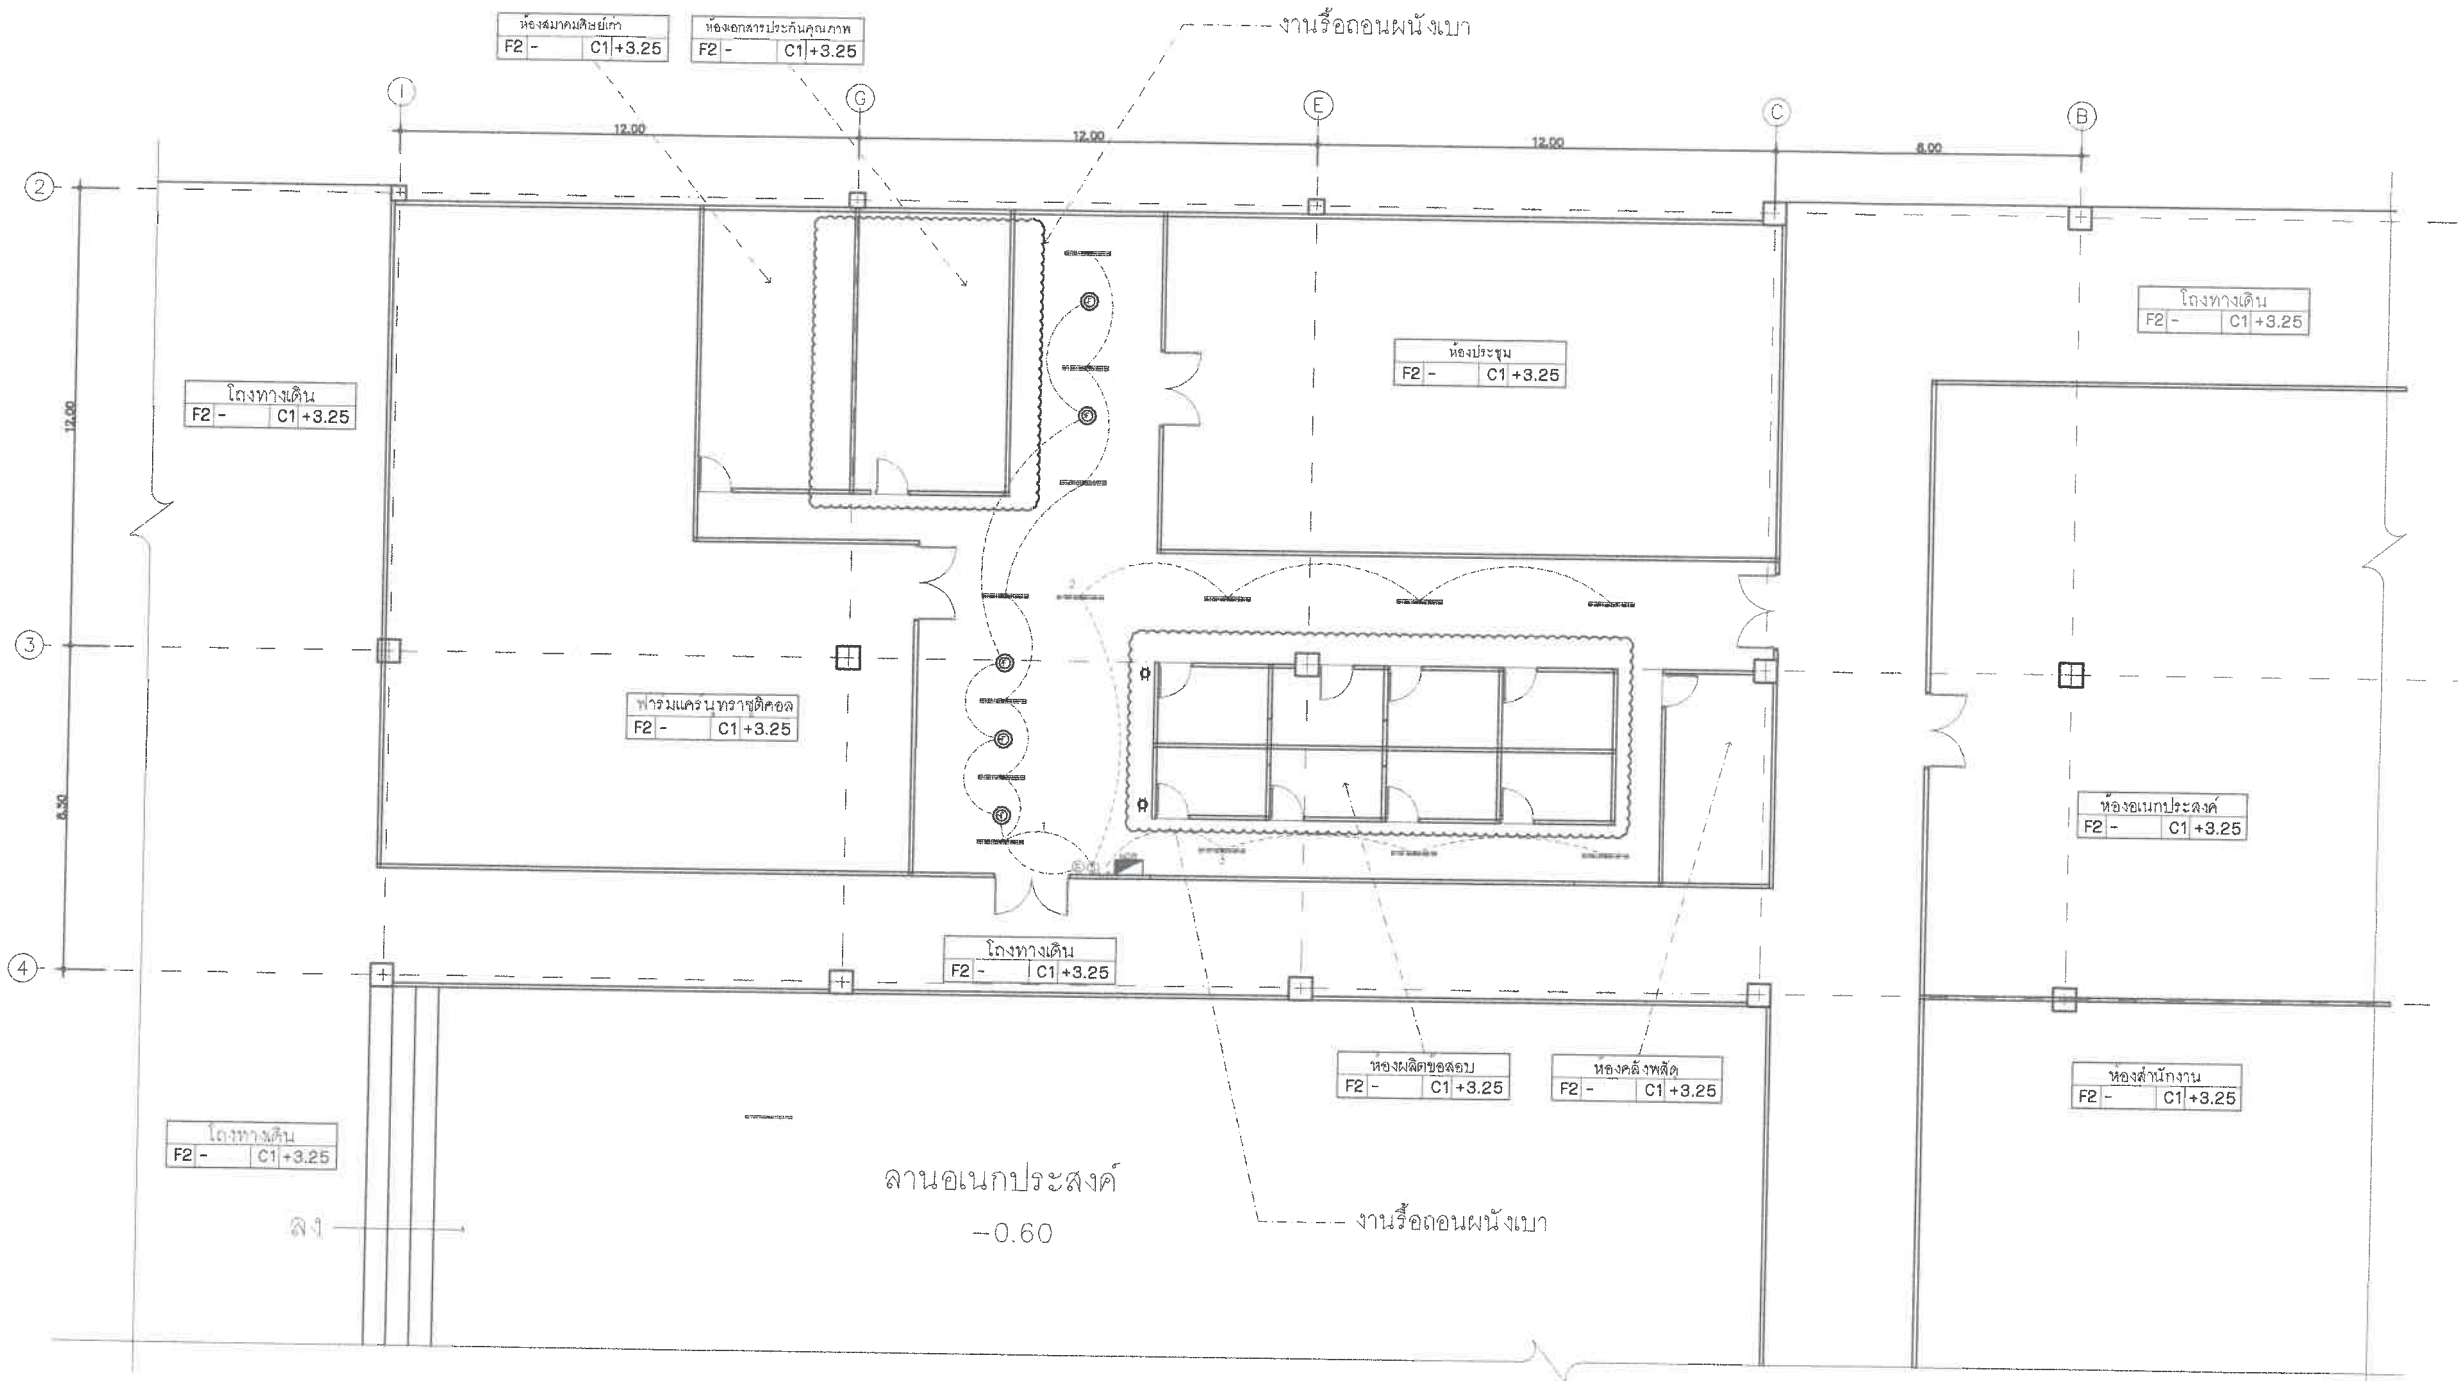 ห้องสมาคมศิษย์เก่า
F2 - C1 +3.25
ห้องเอกสารประกันคุณภาพ
F2 - C1 +3.25
งานรื้อถอนผนังเบา
I G E C B
12.00 12.00 12.00 8.00
2
โถงทางเดิน
F2 - C1 +3.25
ห้องประชุม
F2 - C1 +3.25
โถงทางเดิน
F2 - C1 +3.25
12.00
2
3
ฟาร์มแคร์นูทราซูติคอล
F2 - C1 +3.25
8.50
ห้องอเนกประสงค์
F2 - C1 +3.25
1
3
4
โถงทางเดิน
F2 - C1 +3.25
ห้องผลิตข้อสอบ
F2 - C1 +3.25
ห้องคลังพลัด
F2 - C1 +3.25
ห้องสำนักงาน
F2 - C1 +3.25
โถงทางเดิน
F2 - C1 +3.25
ลานอเนกประสงค์
-0.60
ลง
งานรื้อถอนผนังเบา